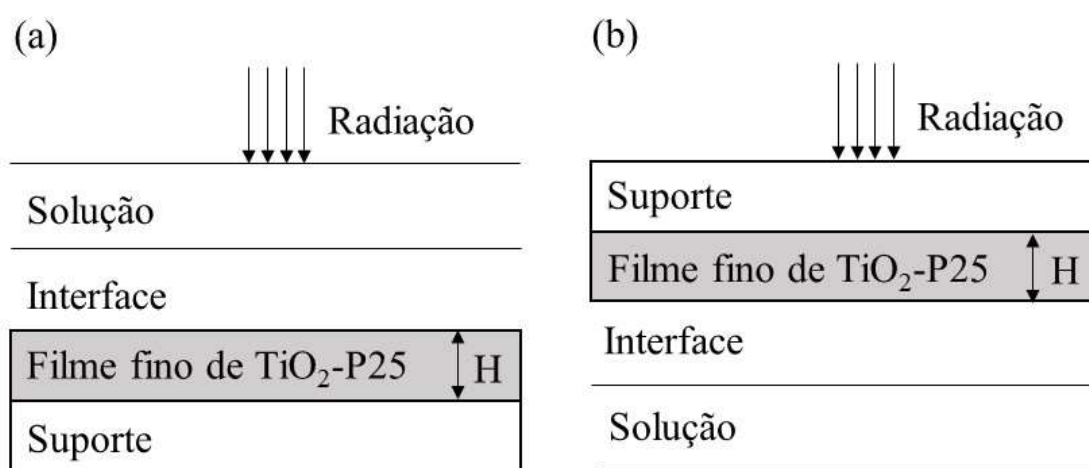 (a)
Radiação
Solução
Interface
Filme fino de TiO₂-P25 H
Suporte
(b)
Radiação
Suporte
Filme fino de TiO₂-P25 H
Interface
Solução